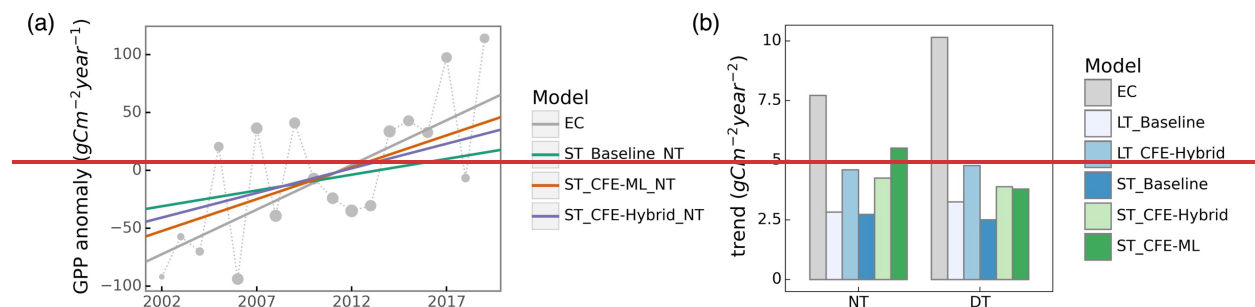 (a)
GPP anomaly (gCm−2year−1)
100
50
0
−50
−100
2002
2007
2012
2017
Model
EC
ST_Baseline_NT
ST_CFE-ML_NT
ST_CFE-Hybrid_NT
(b)
trend (gCm−2year−2)
10
7.5
2.5
0
NT
DT
Model
EC
LT_Baseline
LT_CFE-Hybrid
ST_Baseline
ST_CFE-Hybrid
ST_CFE-ML